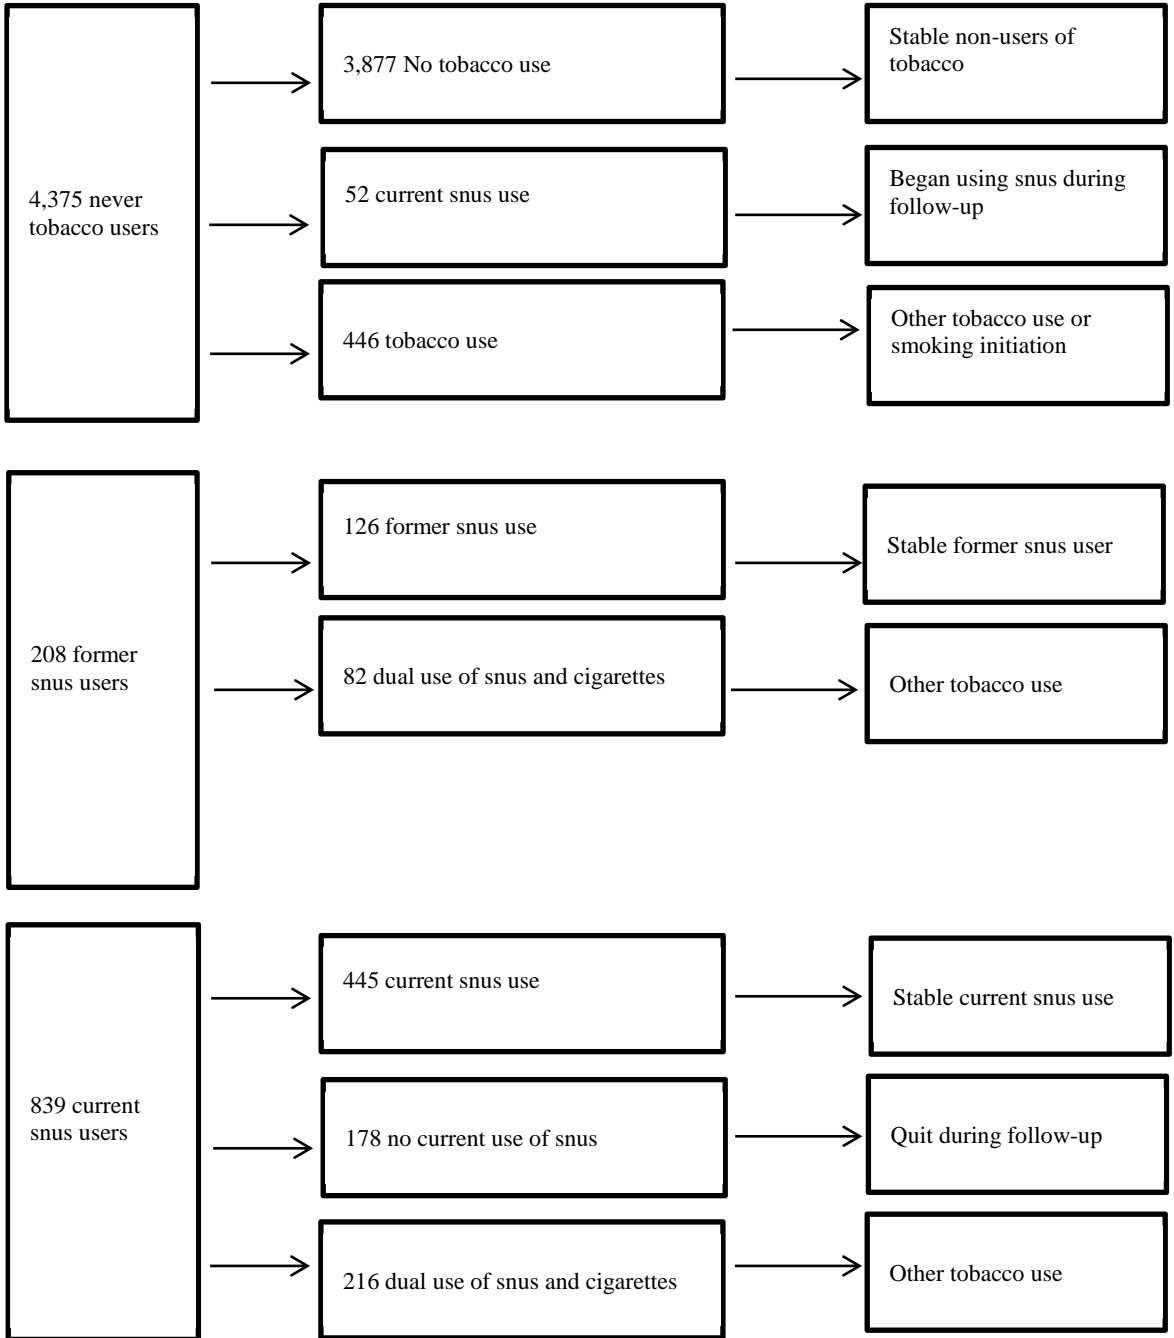 4,375 never
tobacco users
3,877 No tobacco use
Stable non-users of
tobacco
52 current snus use
Began using snus during
follow-up
446 tobacco use
Other tobacco use or
smoking initiation
208 former
snus users
126 former snus use
Stable former snus user
82 dual use of snus and cigarettes
Other tobacco use
839 current
snus users
445 current snus use
Stable current snus use
178 no current use of snus
Quit during follow-up
216 dual use of snus and cigarettes
Other tobacco use